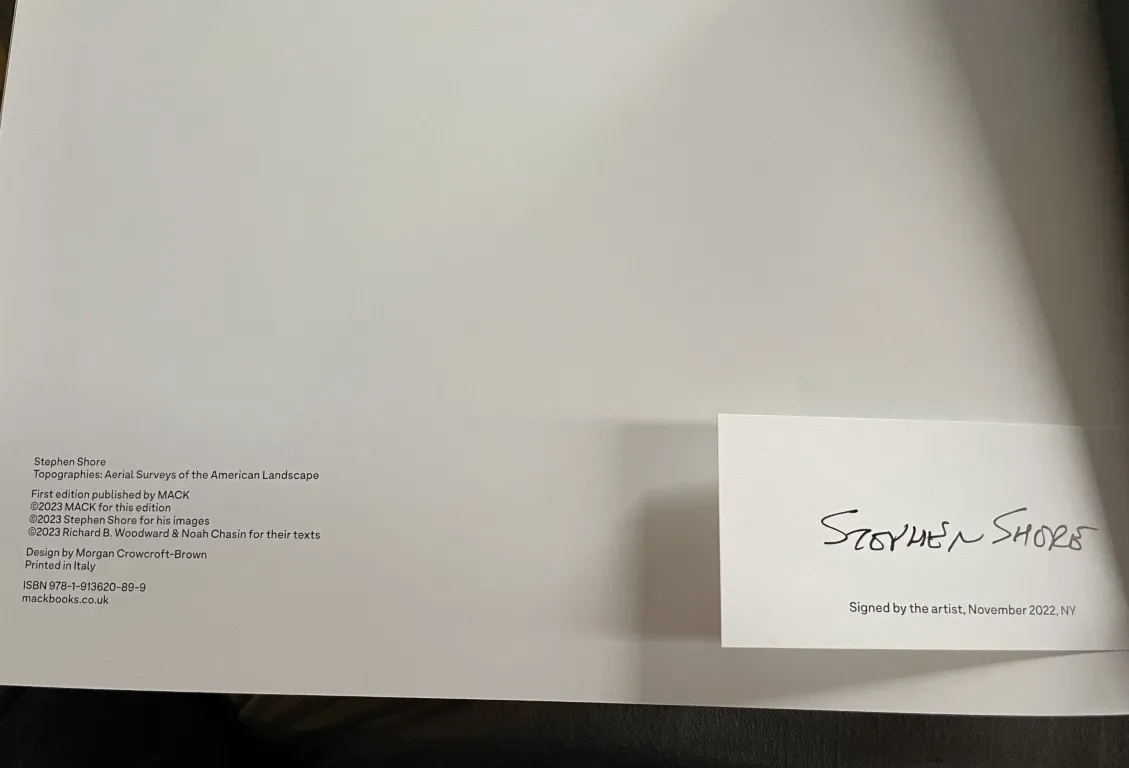 Stephen Shore
Topographies: Aerial Surveys of the American Landscape
First edition published by MACK
©2023 MACK for this edition
©2023 Stephen Shore for his images
©2023 Richard B. Woodward & Noah Chasin for their texts
Design by Morgan Crowcroft-Brown
Printed in Italy
ISBN 978-1-913620-89-9
mackbooks.co.uk
STEPHEN SHORE
Signed by the artist, November 2022, NY